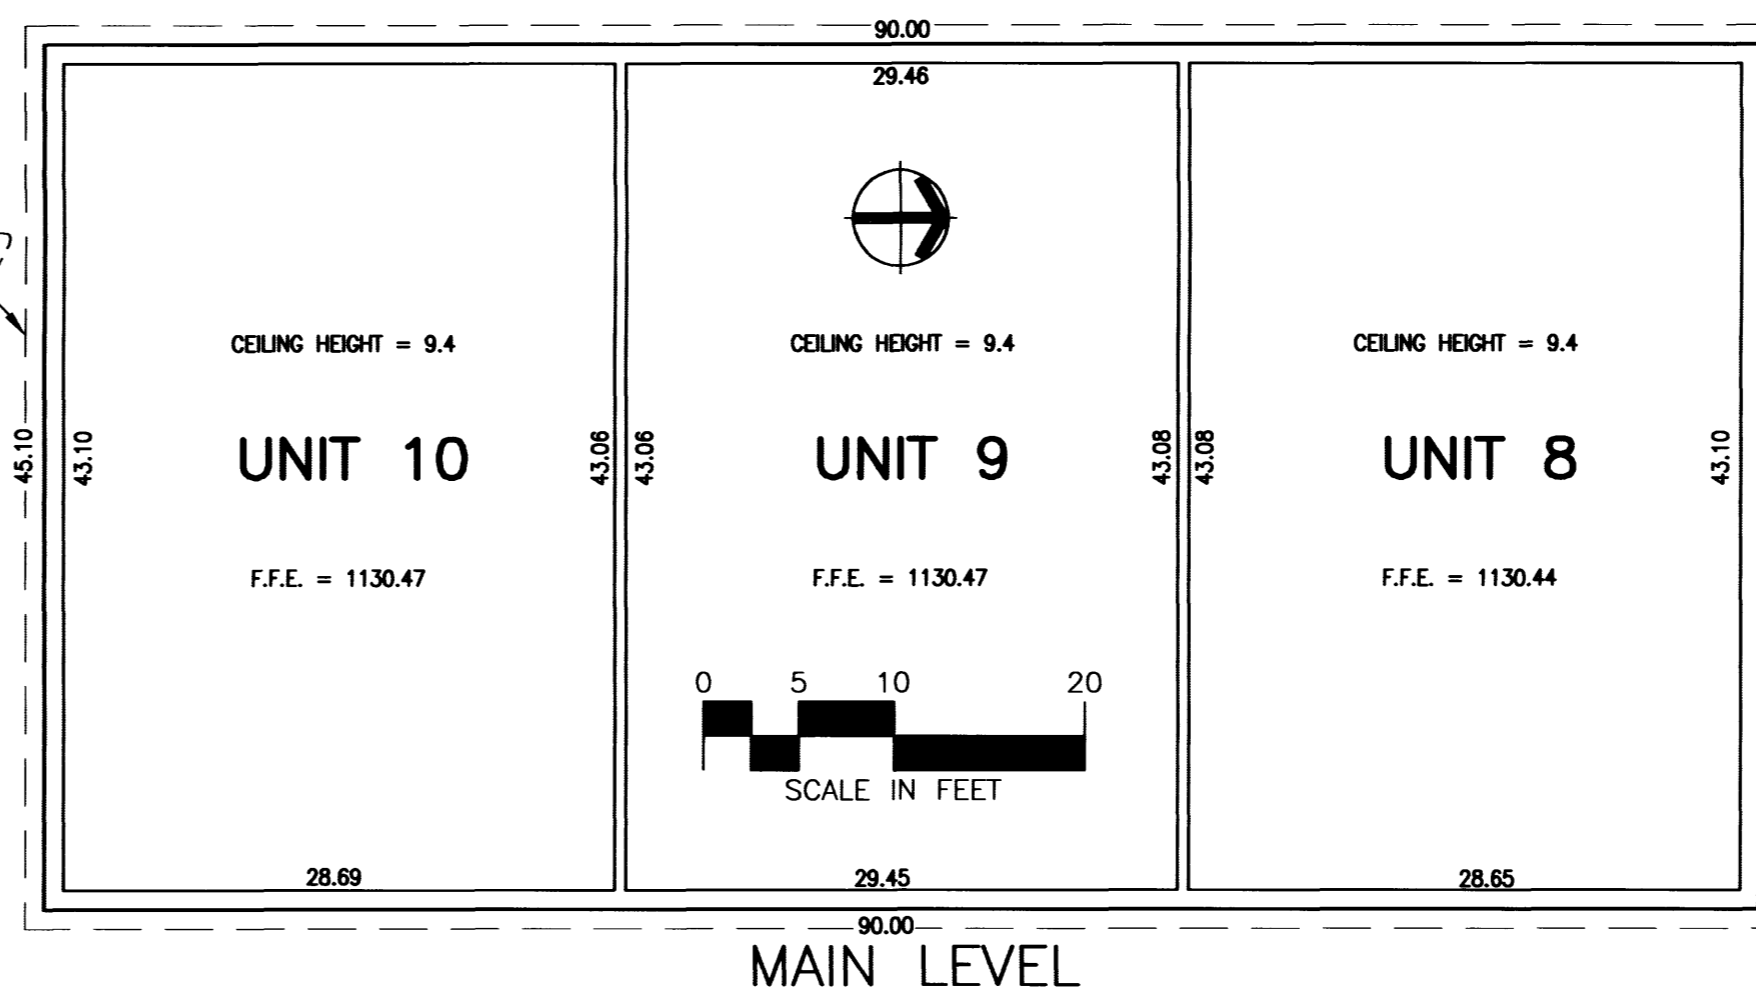 90.00
29.46
CEILING HEIGHT = 9.4
CEILING HEIGHT = 9.4
CEILING HEIGHT = 9.4
45.10
43.10
UNIT 10
43.06
43.06
UNIT 9
43.08
43.08
UNIT 8
43.10
F.F.E. = 1130.47
F.F.E. = 1130.47
F.F.E. = 1130.44
0 5 10 20
SCALE IN FEET
28.69
29.45
28.65
90.00
MAIN LEVEL